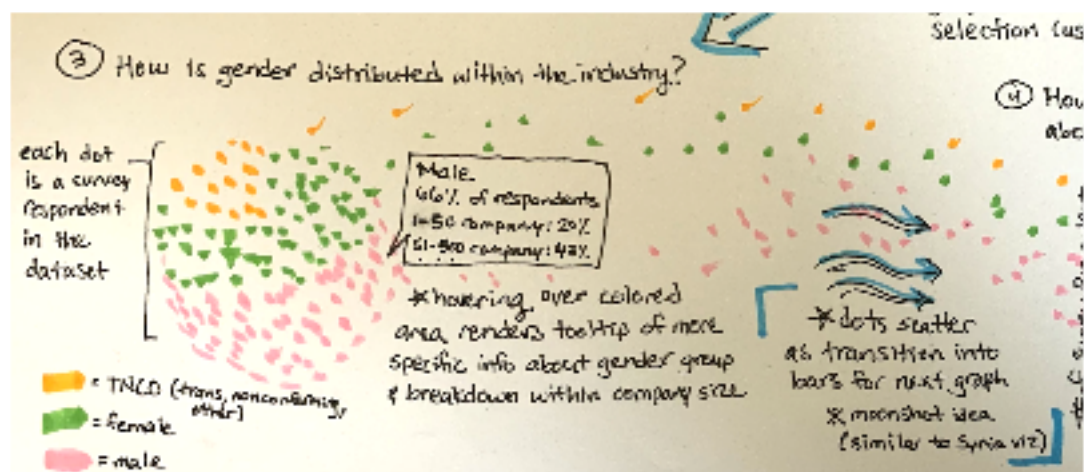 selection (us
③ How is gender distributed within the industry?
④ How
abo
each dot
is a survey
respondent
in the
dataset
Male
66% of respondents
1-50 company: 20%
51-500 company: 42%
* hovering over colored
area renders tooltip of more
specific info about gender group
& breakdown within company size
* dots scatter
as transition into
bars for next graph
* moonshot idea
(similar to Syria viz)
= TNCO (trans, nonconforming,
other)
= female
= male